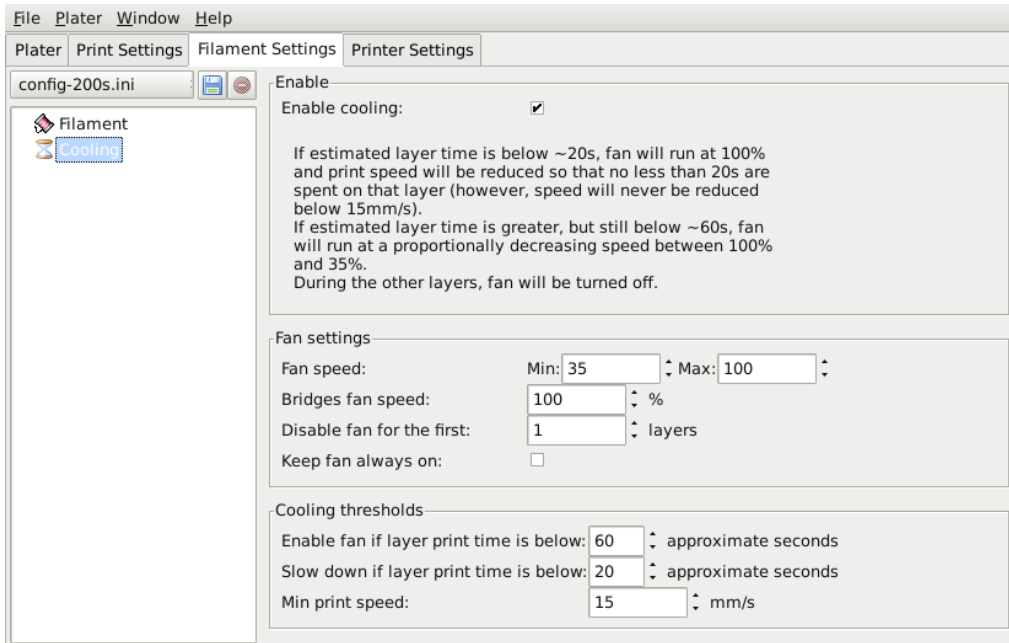 File Plater Window Help
Plater Print Settings Filament Settings Printer Settings
config-200s.ini
Filament
Cooling
Enable
Enable cooling:
If estimated layer time is below ~20s, fan will run at 100%
and print speed will be reduced so that no less than 20s are
spent on that layer (however, speed will never be reduced
below 15mm/s).
If estimated layer time is greater, but still below ~60s, fan
will run at a proportionally decreasing speed between 100%
and 35%.
During the other layers, fan will be turned off.
Fan settings
Fan speed: Min: 35 Max: 100
Bridges fan speed: 100 %
Disable fan for the first: 1 layers
Keep fan always on:
Cooling thresholds
Enable fan if layer print time is below: 60 approximate seconds
Slow down if layer print time is below: 20 approximate seconds
Min print speed: 15 mm/s